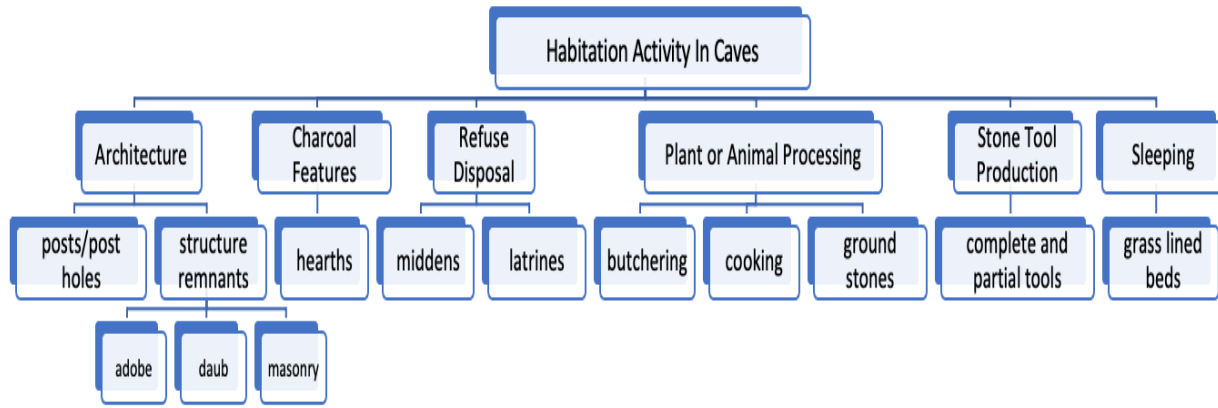 Habitation Activity In Caves
Architecture
Charcoal
Features
Refuse
Disposal
Plant or Animal Processing
Stone Tool
Production
Sleeping
posts/post
holes
structure
remnants
hearths
middens
latrines
butchering
cooking
ground
stones
complete and
partial tools
grass lined
beds
adobe
daub
masonry